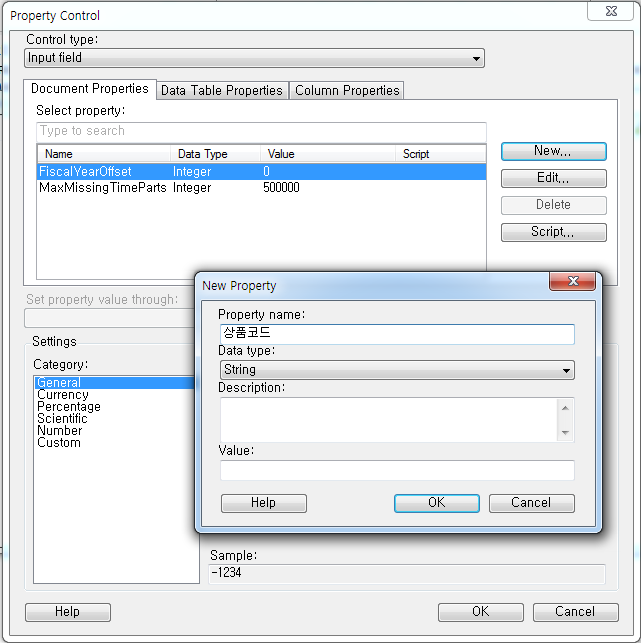 Property Control
Control type:
Input field
Document Properties Data Table Properties Column Properties
Select property:
Type to search
Name Data Type Value Script
FiscalYearOffset Integer 0
MaxMissingTimeParts Integer 500000
New...
Edit...
Delete
Script...
Set property value through:
Settings
Category:
General
Currency
Percentage
Scientific
Number
Custom
New Property
Property name:
상품코드
Data type:
String
Description:
Value:
Help OK Cancel
Sample:
-1234
Help OK Cancel